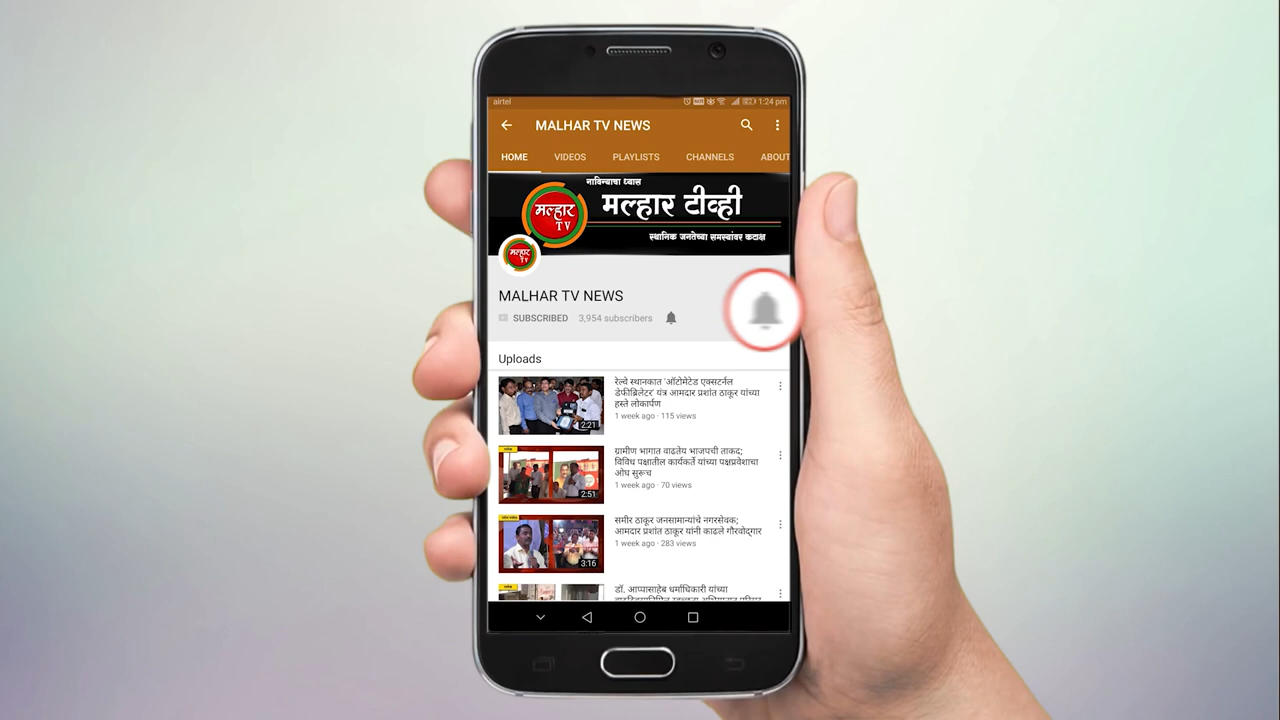 airtel
1:24 pm
MALHAR TV NEWS
HOME VIDEOS PLAYLISTS CHANNELS ABOUT
नाविन्याचा ध्यास
मल्हार टीव्ही
स्थानिक जनतेच्या समस्यांवर कटाक्ष
मल्हार
TV
मल्हार
TV
MALHAR TV NEWS
SUBSCRIBED 3,954 subscribers
Uploads
रेल्वे स्थानकात 'ऑटोमेटेड एक्सटर्नल
डेफीब्रिलेटर' यंत्र आमदार प्रशांत ठाकूर यांच्या
हस्ते लोकार्पण
1 week ago · 115 views
2:21
ग्रामीण भागात वाढतेय भाजपची ताकद;
विविध पक्षातील कार्यकर्ते यांच्या पक्षप्रवेशाचा
ओघ सुरूच
1 week ago · 70 views
2:51
समीर ठाकूर जनसामान्यांचे नगरसेवक;
आमदार प्रशांत ठाकूर यांनी काढले गौरवोद्गार
1 week ago · 283 views
3:16
डॉ. आप्पासाहेब धर्माधिकारी यांच्या